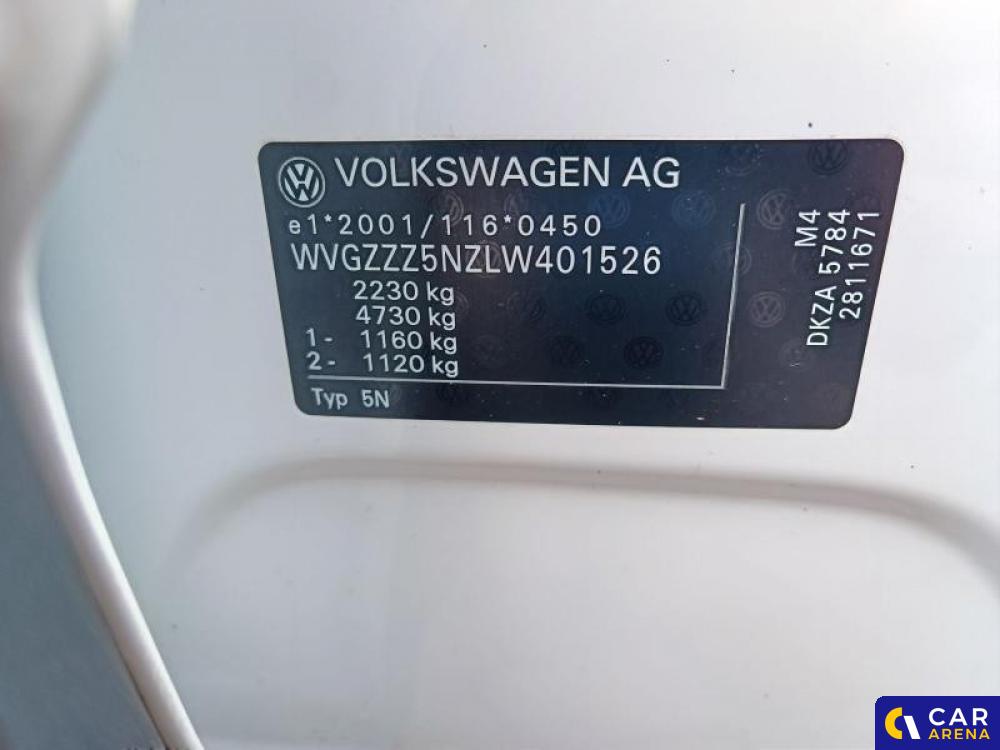 VOLKSWAGEN AG
e1*2001/116*0450
WVGZZZ5NZLW401526
2230 kg
4730 kg
1- 1160 kg
2- 1120 kg
Typ 5N
M4
DKZA 5784
2811671
CAR
ARENA